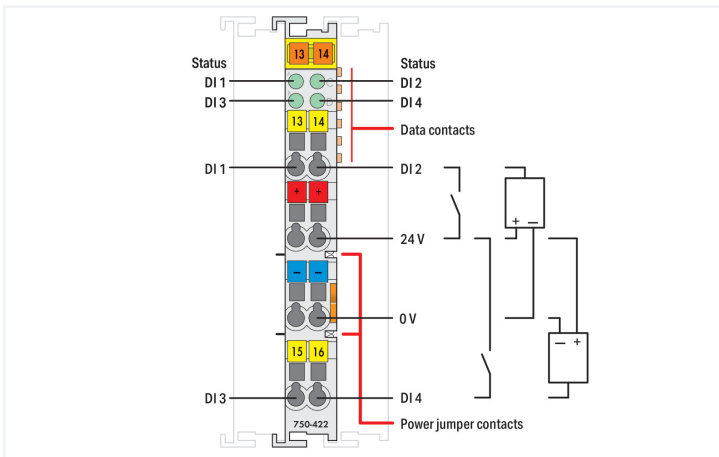 13 14
Status
Status
DI 1
DI 2
DI 3
DI 4
13 14
Data contacts
DI 1
DI 2
+ +
+ −
24 V
− −
0 V
− +
15 16
DI 3
DI 4
750-422
Power jumper contacts